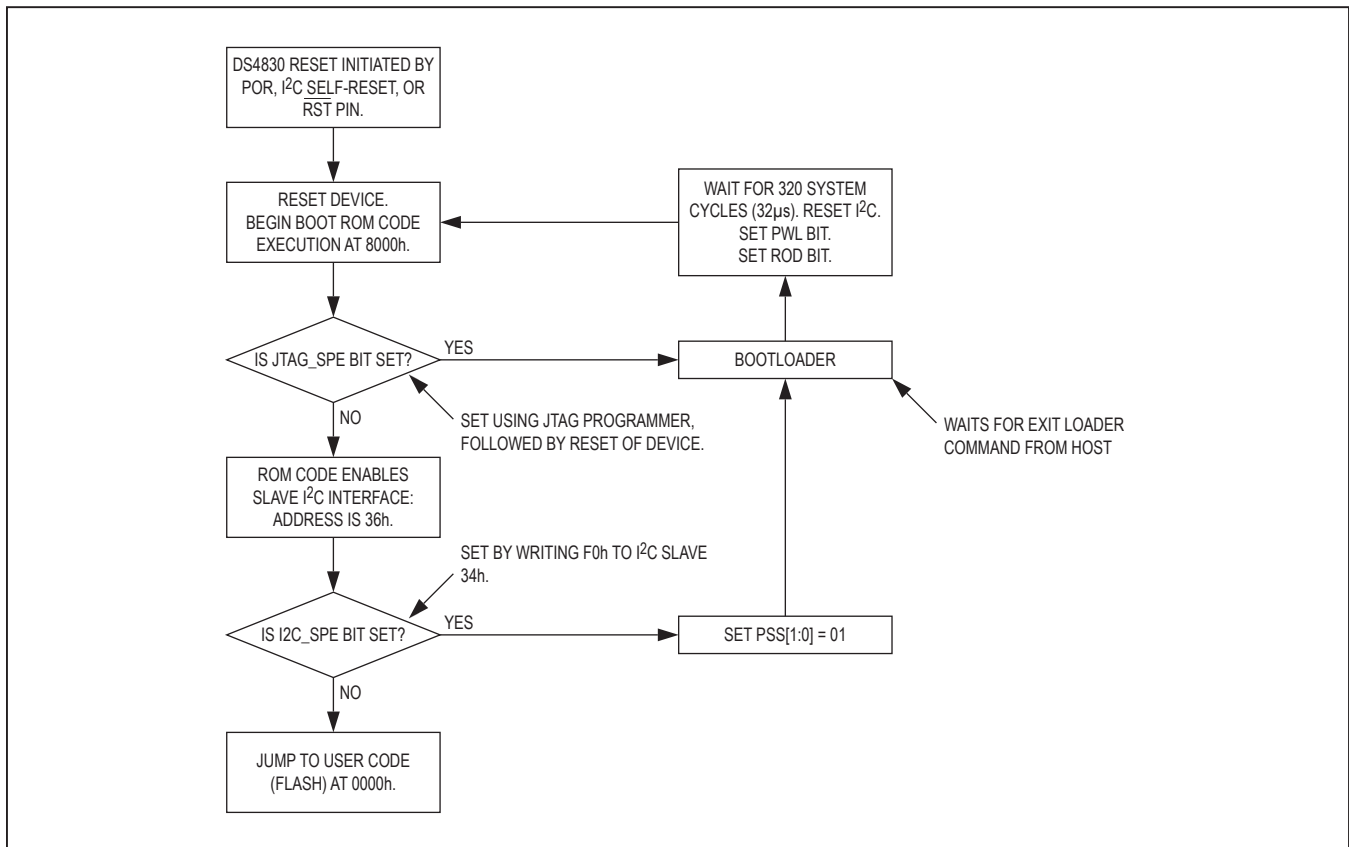 DS4830 RESET INITIATED BY
POR, I²C SELF-RESET, OR
RST PIN.
RESET DEVICE.
BEGIN BOOT ROM CODE
EXECUTION AT 8000h.
WAIT FOR 320 SYSTEM
CYCLES (32µs). RESET I²C.
SET PWL BIT.
SET ROD BIT.
IS JTAG_SPE BIT SET?
YES
BOOTLOADER
NO
SET USING JTAG PROGRAMMER,
FOLLOWED BY RESET OF DEVICE.
WAITS FOR EXIT LOADER
COMMAND FROM HOST
ROM CODE ENABLES
SLAVE I²C INTERFACE:
ADDRESS IS 36h.
SET BY WRITING F0h TO I²C SLAVE
34h.
IS I2C_SPE BIT SET?
YES
SET PSS[1:0] = 01
NO
JUMP TO USER CODE
(FLASH) AT 0000h.